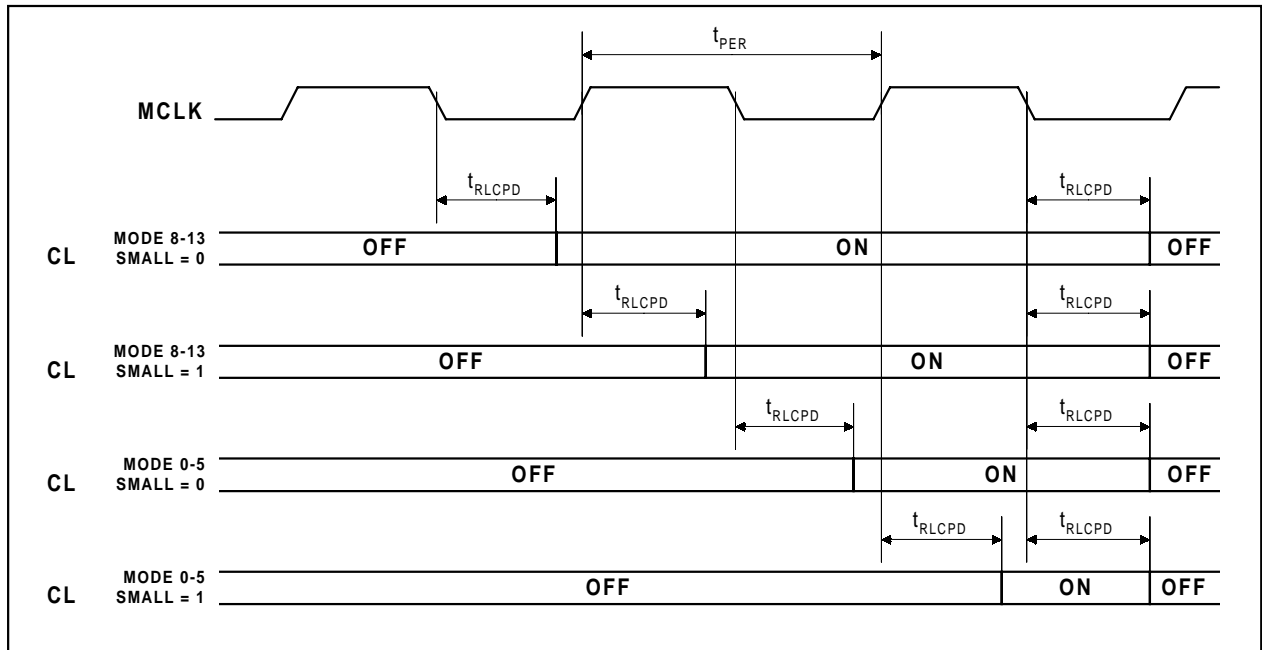 tPER
MCLK
tRLCPD tRLCPD
CL MODE 8-13 SMALL = 0 OFF ON OFF
tRLCPD tRLCPD
CL MODE 8-13 SMALL = 1 OFF ON OFF
tRLCPD tRLCPD
CL MODE 0-5 SMALL = 0 OFF ON OFF
tRLCPD tRLCPD
CL MODE 0-5 SMALL = 1 OFF ON OFF